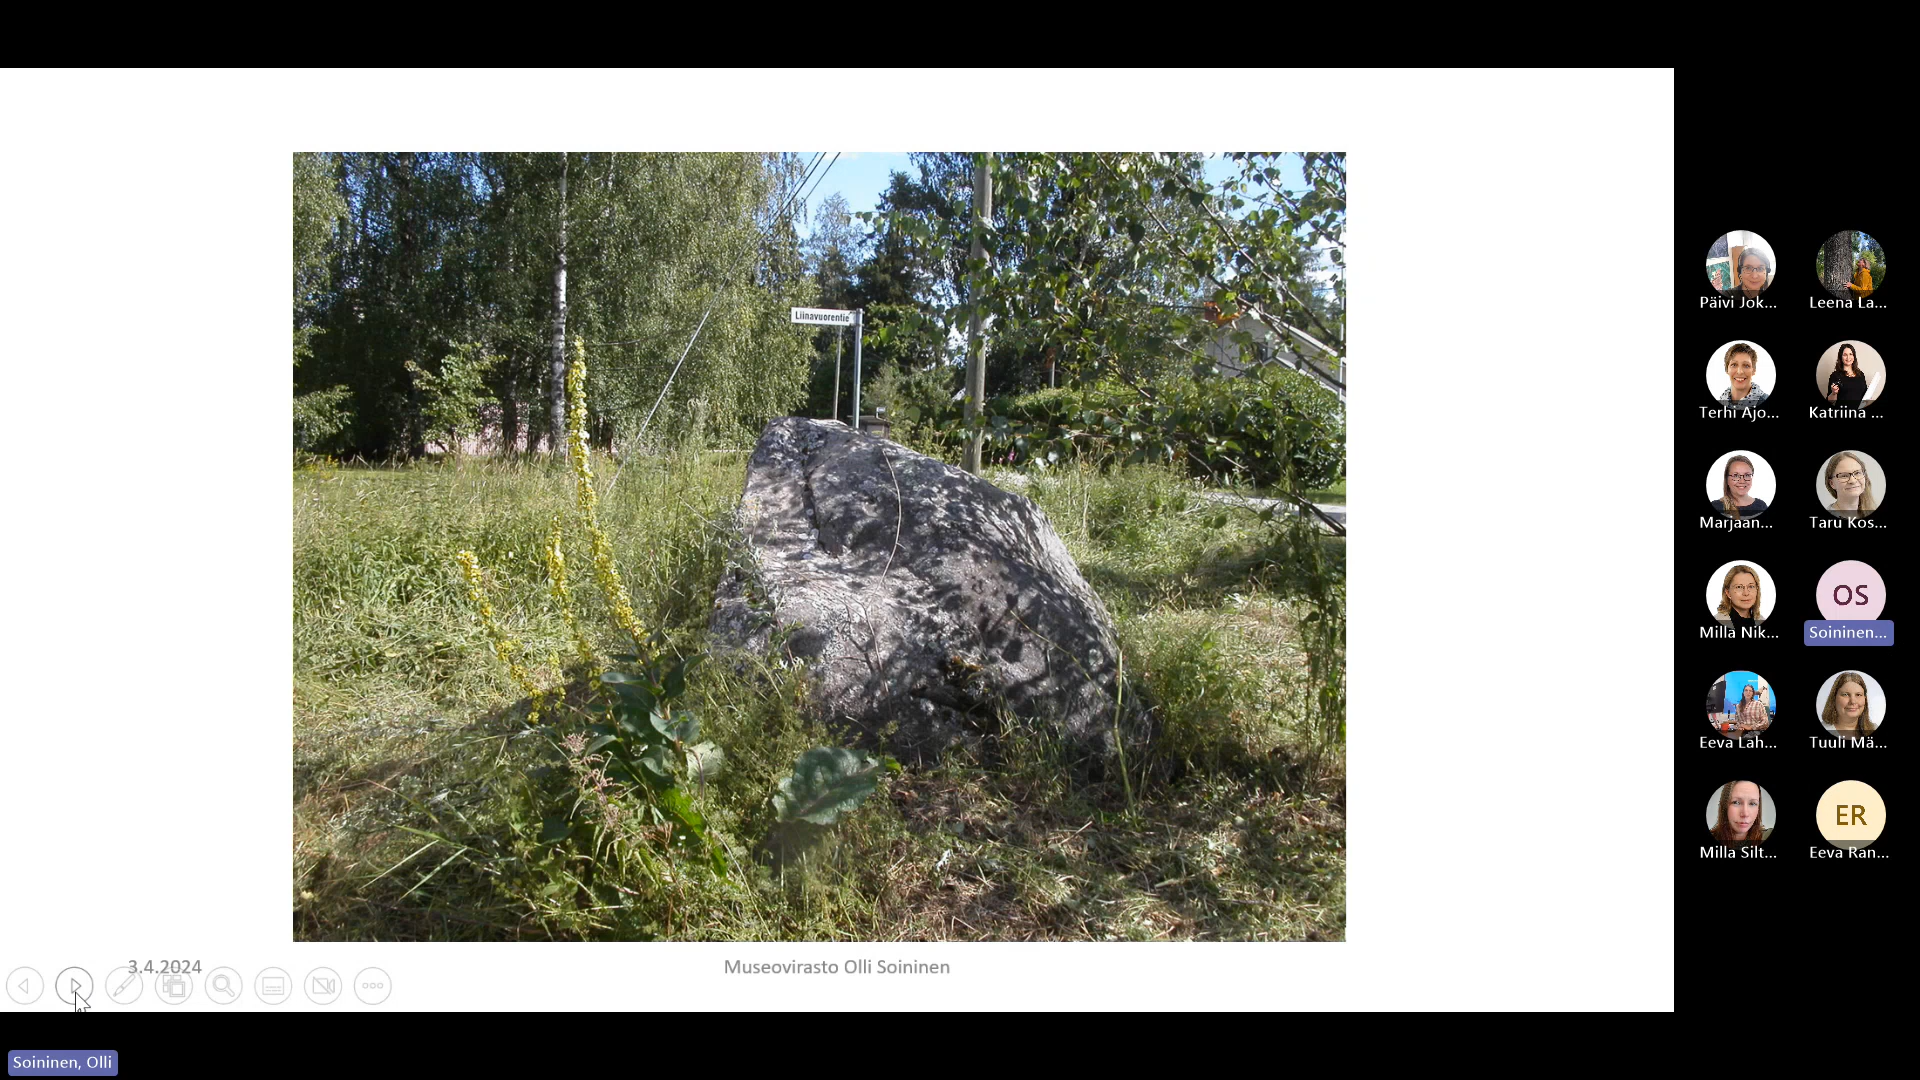 Liinavuorentie
3.4.2024
Museovirasto Olli Soininen
Soininen, Olli
Päivi Jok...
Leena La...
Terhi Ajo...
Katriina ...
Marjaan...
Taru Kos...
Milla Nik...
OS
Soininen...
Eeva Lah...
Tuuli Mä...
Milla Silt...
ER
Eeva Ran...